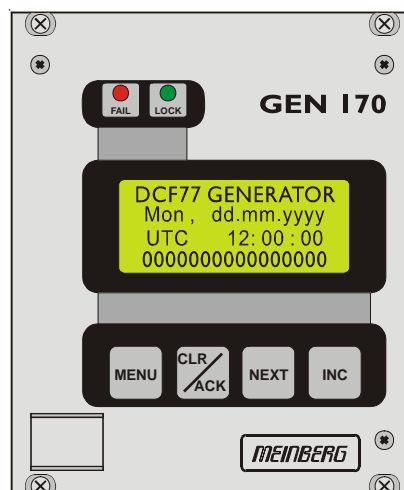 FAIL LOCK
GEN 170
DCF77 GENERATOR
Mon, dd.mm.yyyy
UTC 12:00:00
0000000000000000
MENU CLR/ACK NEXT INC
MEINBERG